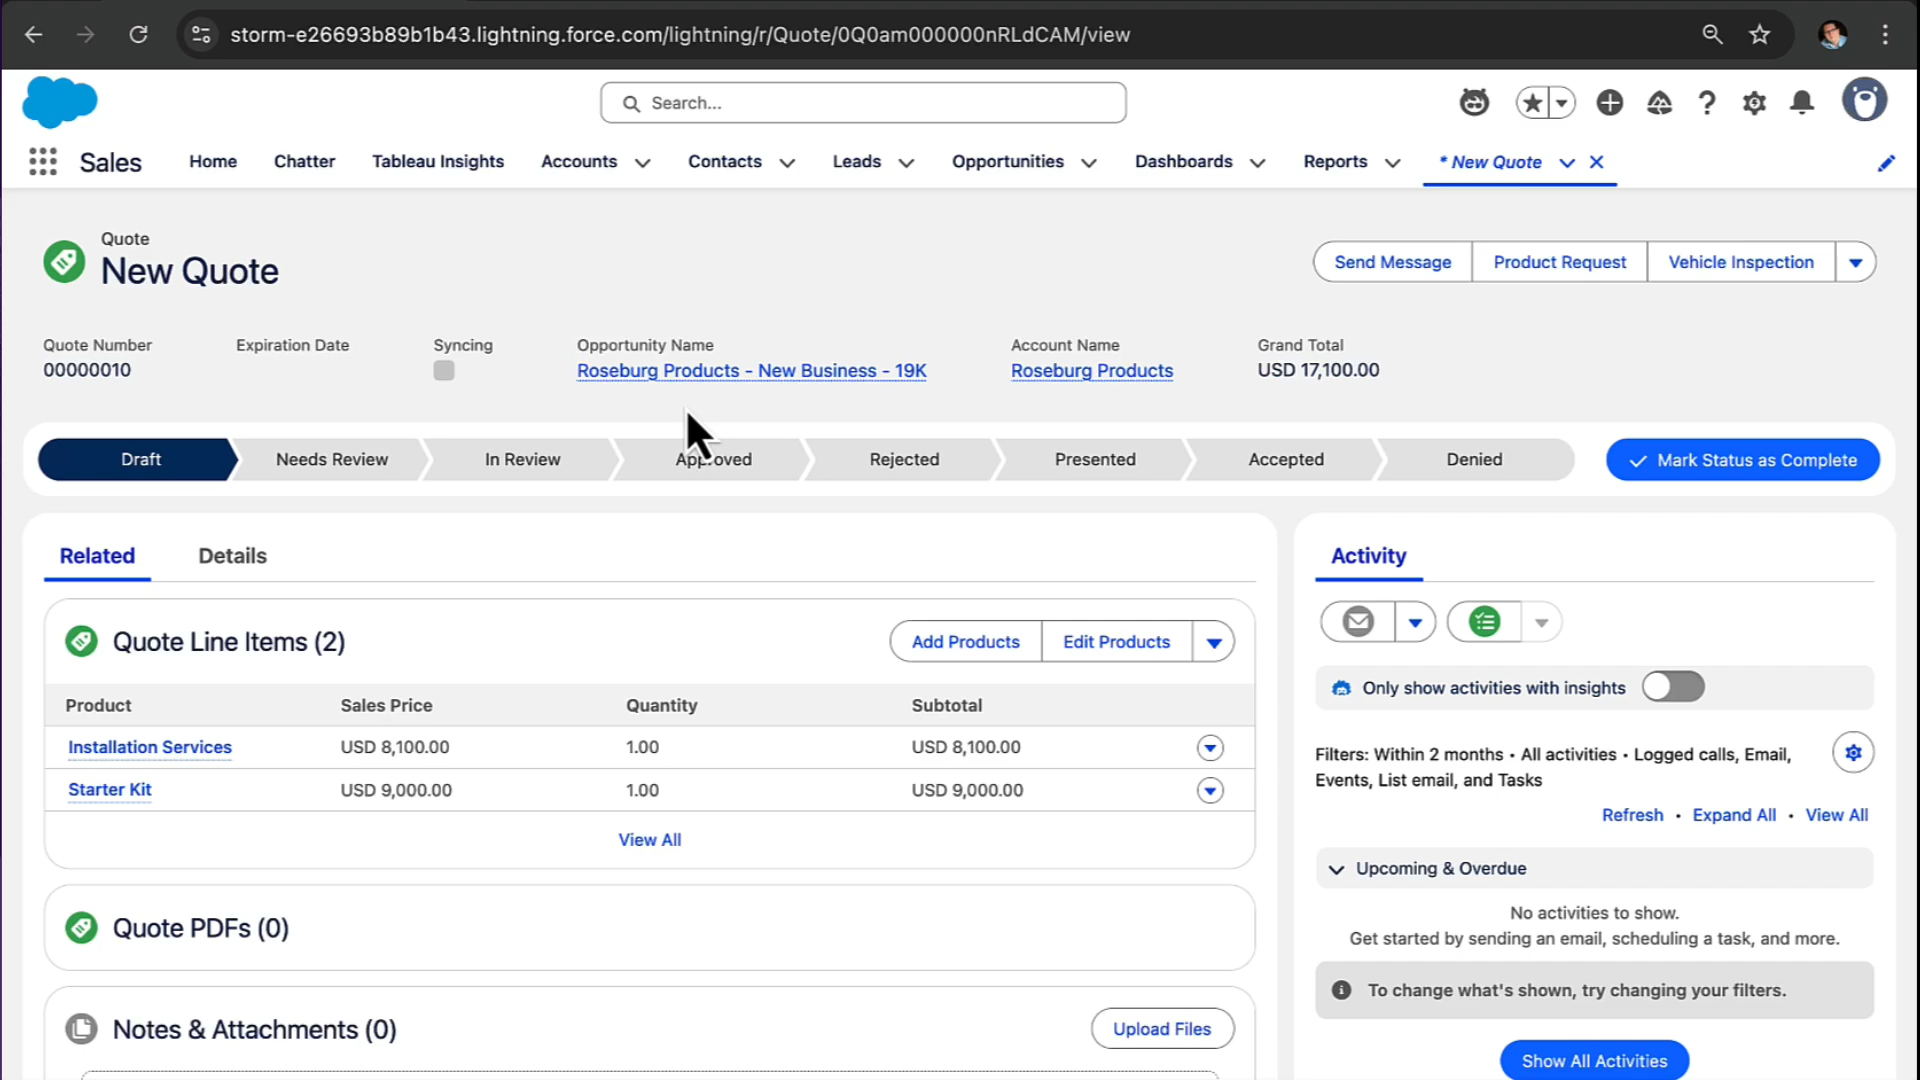 storm-e26693b89b1b43.lightning.force.com/lightning/r/Quote/0Q0am000000nRLdCAM/view
Search...
Sales
Home
Chatter
Tableau Insights
Accounts
Contacts
Leads
Opportunities
Dashboards
Reports
* New Quote
Quote
New Quote
Send Message
Product Request
Vehicle Inspection
Quote Number
00000010
Expiration Date
Syncing
Opportunity Name
Roseburg Products - New Business - 19K
Account Name
Roseburg Products
Grand Total
USD 17,100.00
Draft
Needs Review
In Review
Approved
Rejected
Presented
Accepted
Denied
Mark Status as Complete
Related
Details
Quote Line Items (2)
Add Products
Edit Products
Product
Sales Price
Quantity
Subtotal
Installation Services
USD 8,100.00
1.00
USD 8,100.00
Starter Kit
USD 9,000.00
1.00
USD 9,000.00
View All
Quote PDFs (0)
Notes & Attachments (0)
Upload Files
Activity
Only show activities with insights
Filters: Within 2 months • All activities • Logged calls, Email,
Events, List email, and Tasks
Refresh • Expand All • View All
Upcoming & Overdue
No activities to show.
Get started by sending an email, scheduling a task, and more.
To change what's shown, try changing your filters.
Show All Activities